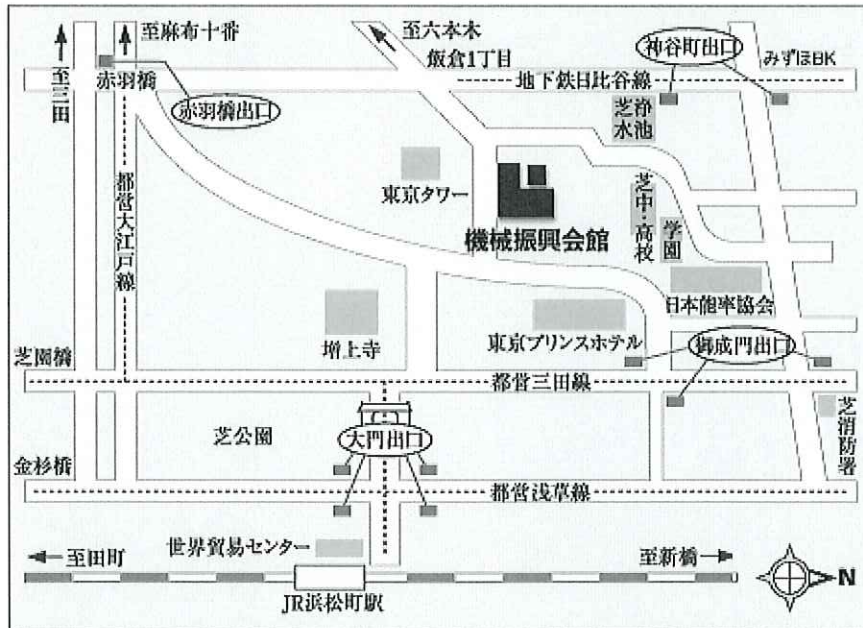 至麻布十番
至六本木
飯倉1丁目
神谷町出口
みずほBK
至三田
赤羽橋
赤羽橋出口
地下鉄日比谷線
芝浄水池
東京タワー
都営大江戸線
芝中・高校
学園
機械振興会館
日本能率協会
増上寺
東京プリンスホテル
御成門出口
芝園橋
都営三田線
芝公園
大門出口
芝消防署
金杉橋
都営浅草線
至田町
世界貿易センター
至新橋
N
JR浜松町駅